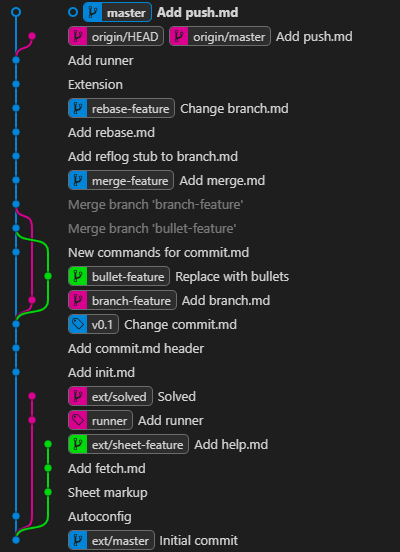 master Add push.md
origin/HEAD origin/master Add push.md
Add runner
Extension
rebase-feature Change branch.md
Add rebase.md
Add reflog stub to branch.md
merge-feature Add merge.md
Merge branch 'branch-feature'
Merge branch 'bullet-feature'
New commands for commit.md
bullet-feature Replace with bullets
branch-feature Add branch.md
v0.1 Change commit.md
Add commit.md header
Add init.md
ext/solved Solved
runner Add runner
ext/sheet-feature Add help.md
Add fetch.md
Sheet markup
Autoconfig
ext/master Initial commit